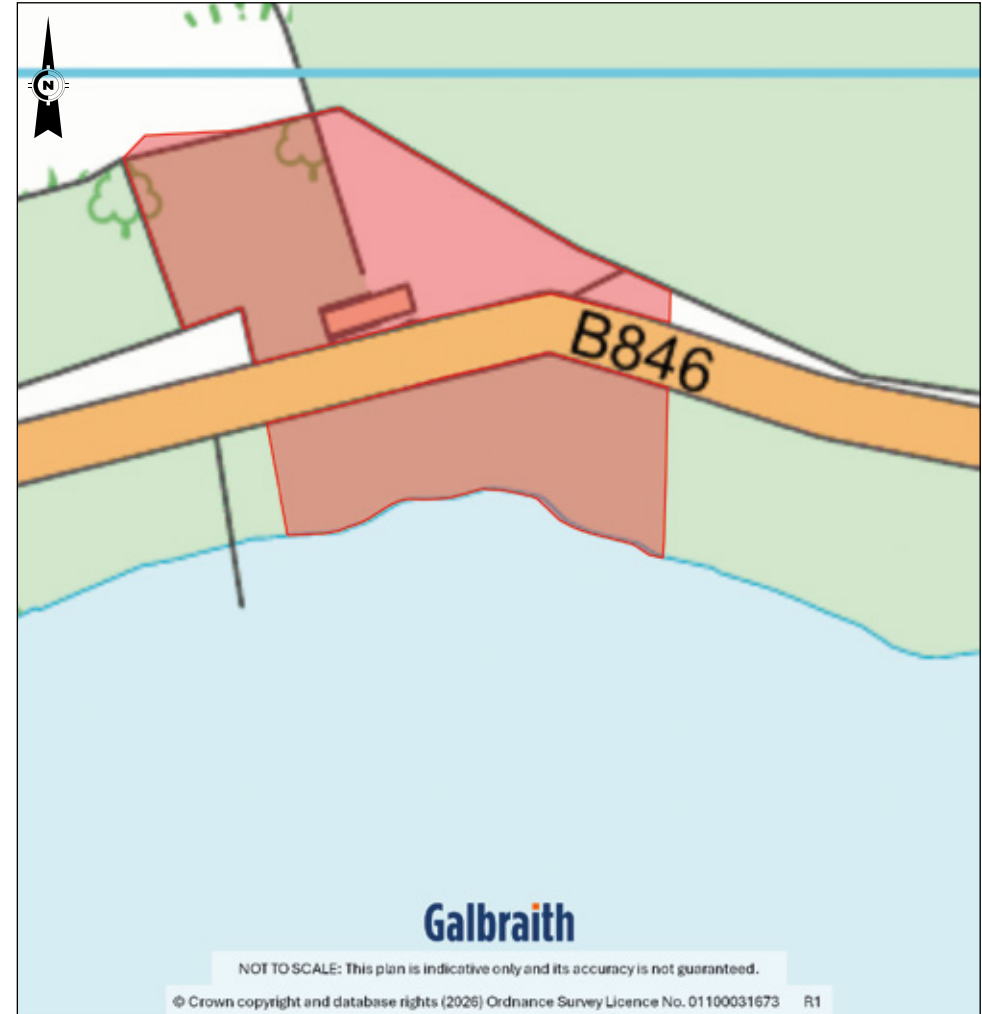 N
B846
Galbraith
NOT TO SCALE: This plan is indicative only and its accuracy is not guaranteed.
© Crown copyright and database rights (2026) Ordnance Survey Licence No. 01100031673 R1